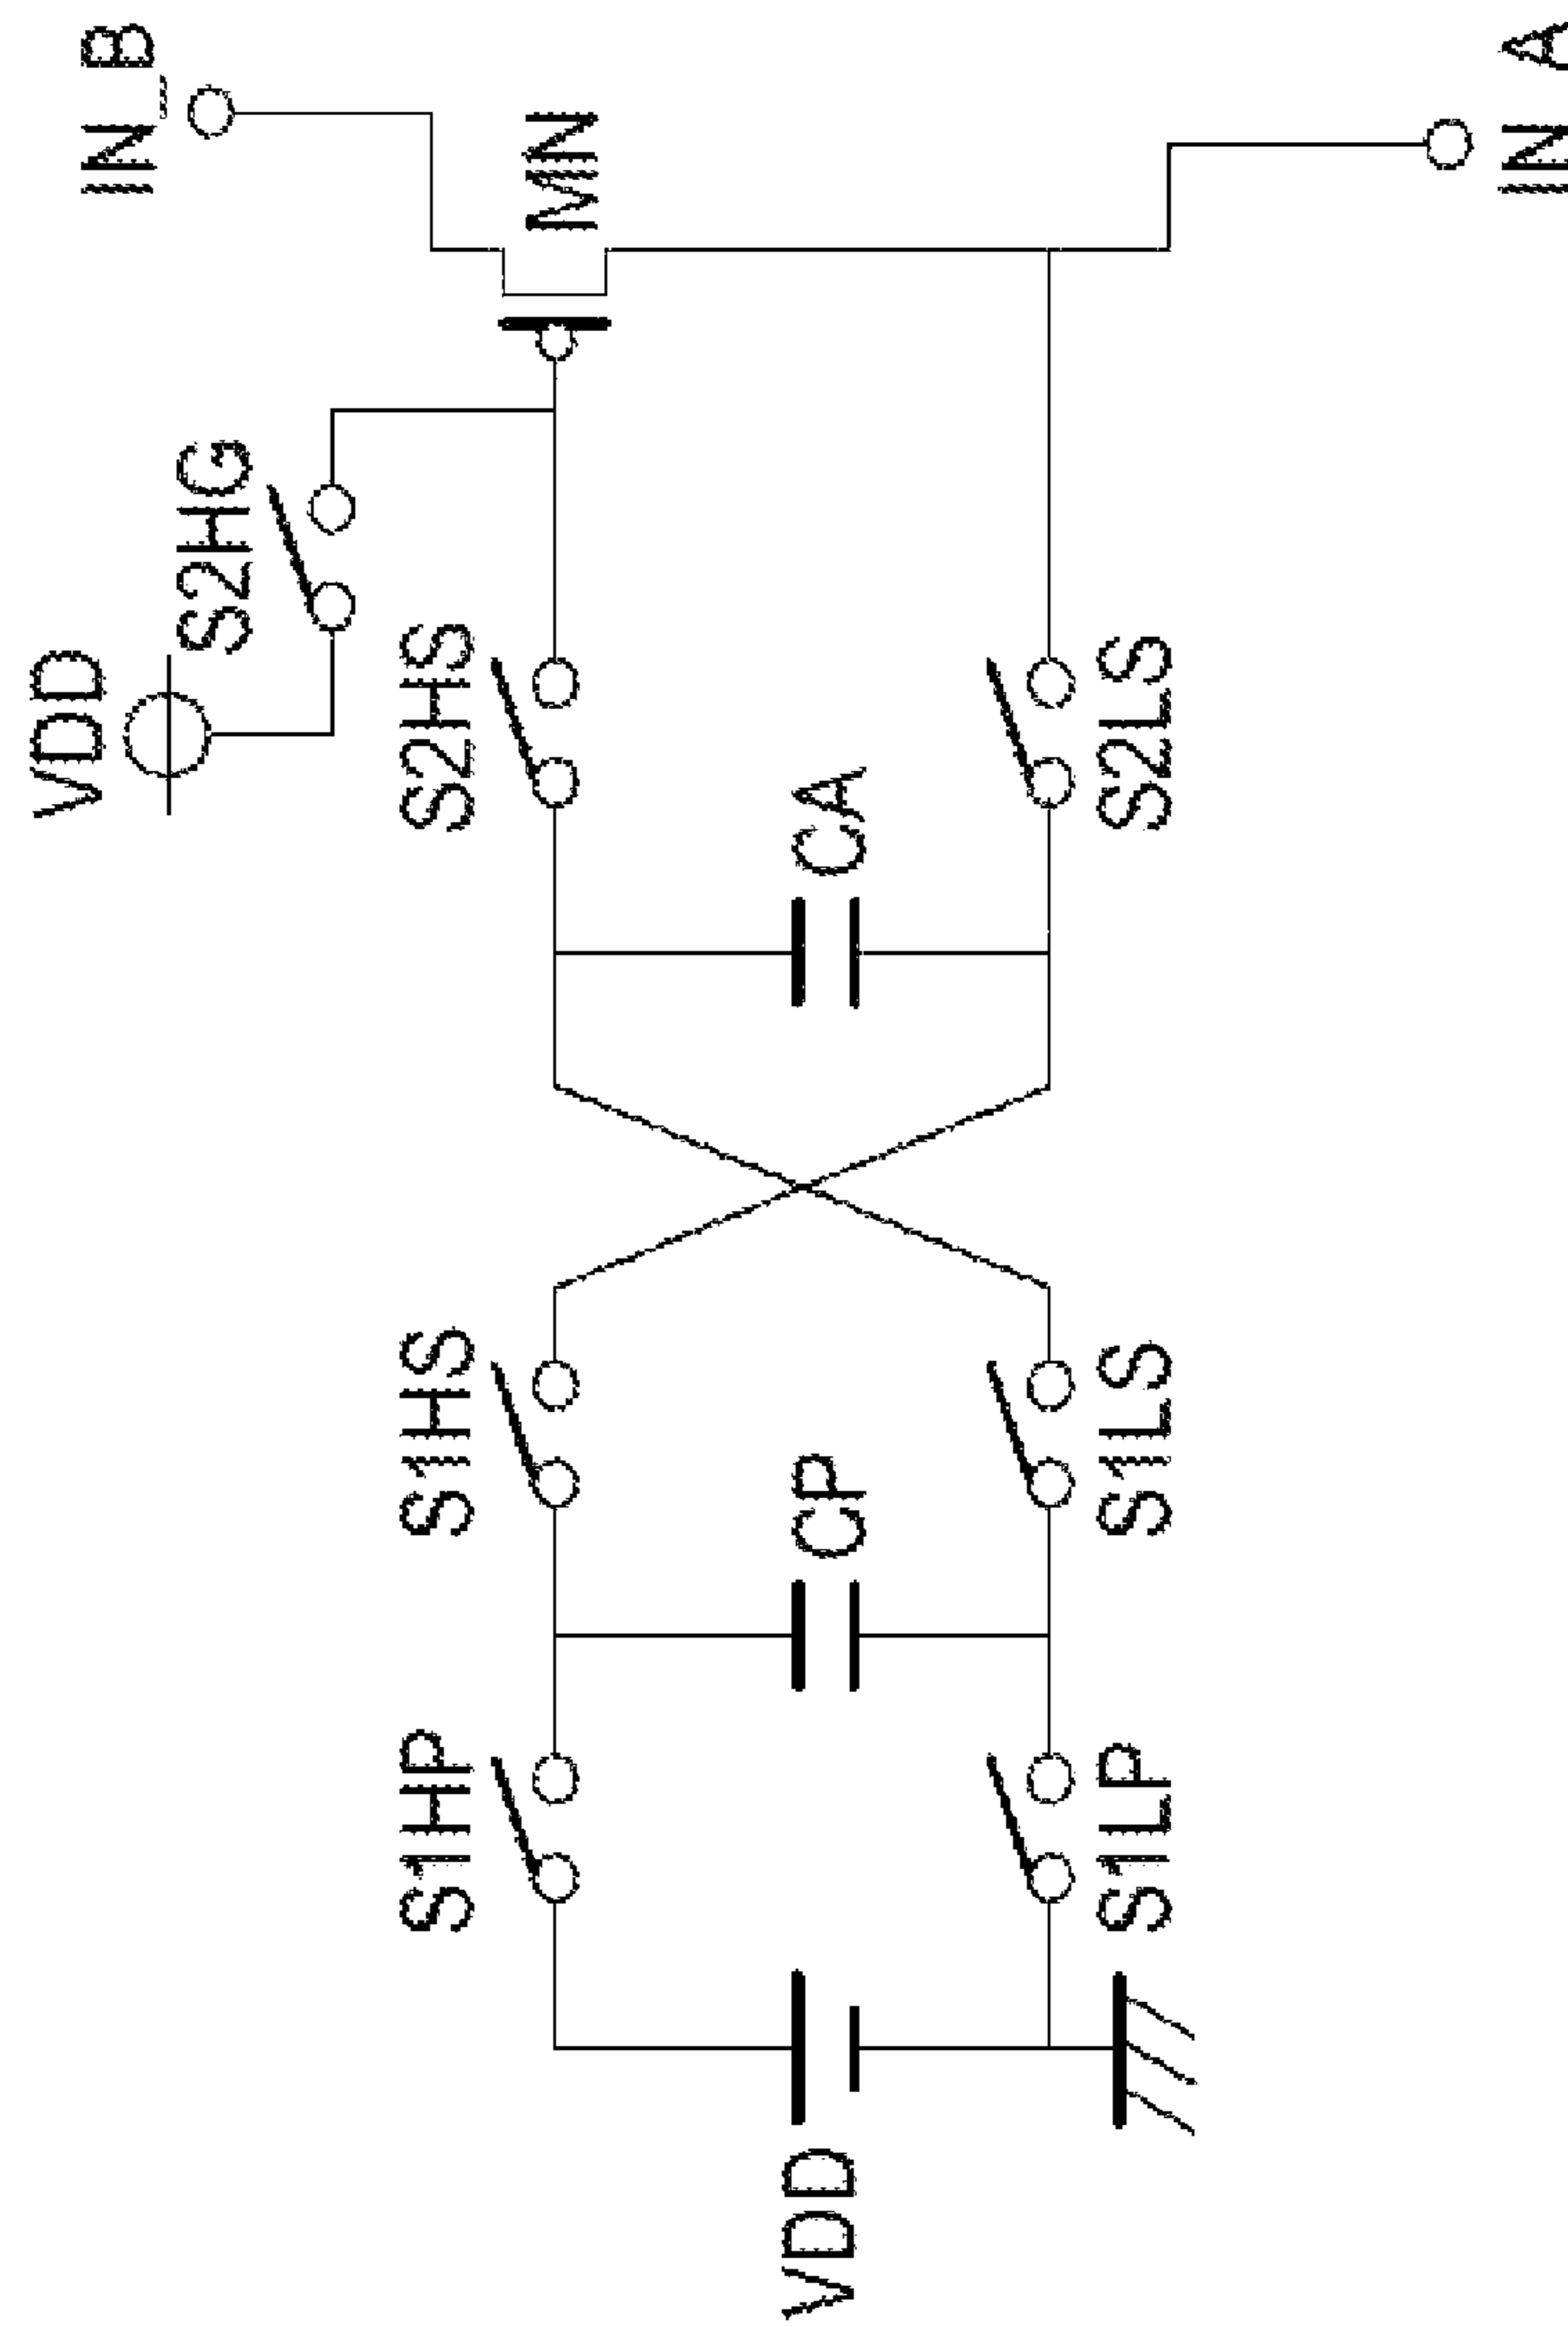 IN_B
MN
IN_A
S2HG
VDD
S2HS
S2LS
CA
S1HS
S1LS
CP
S1HP
S1LP
VDD